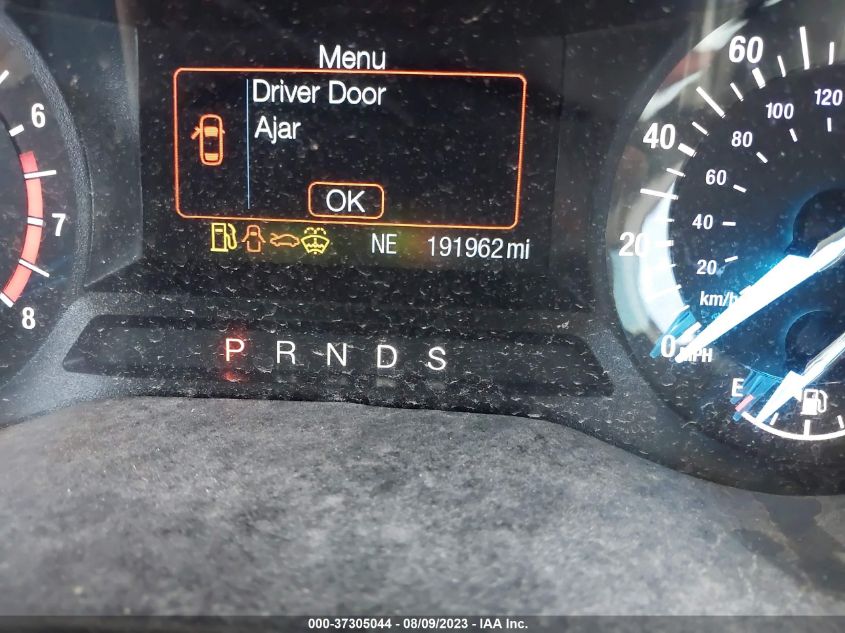 Menu
Driver Door
Ajar
OK
NE 191962 mi
P R N D S
6
7
8
60
40
20
0
MPH
120
100
80
60
40
20
km/h
E
000-37305044 - 08/09/2023 - IAA Inc.